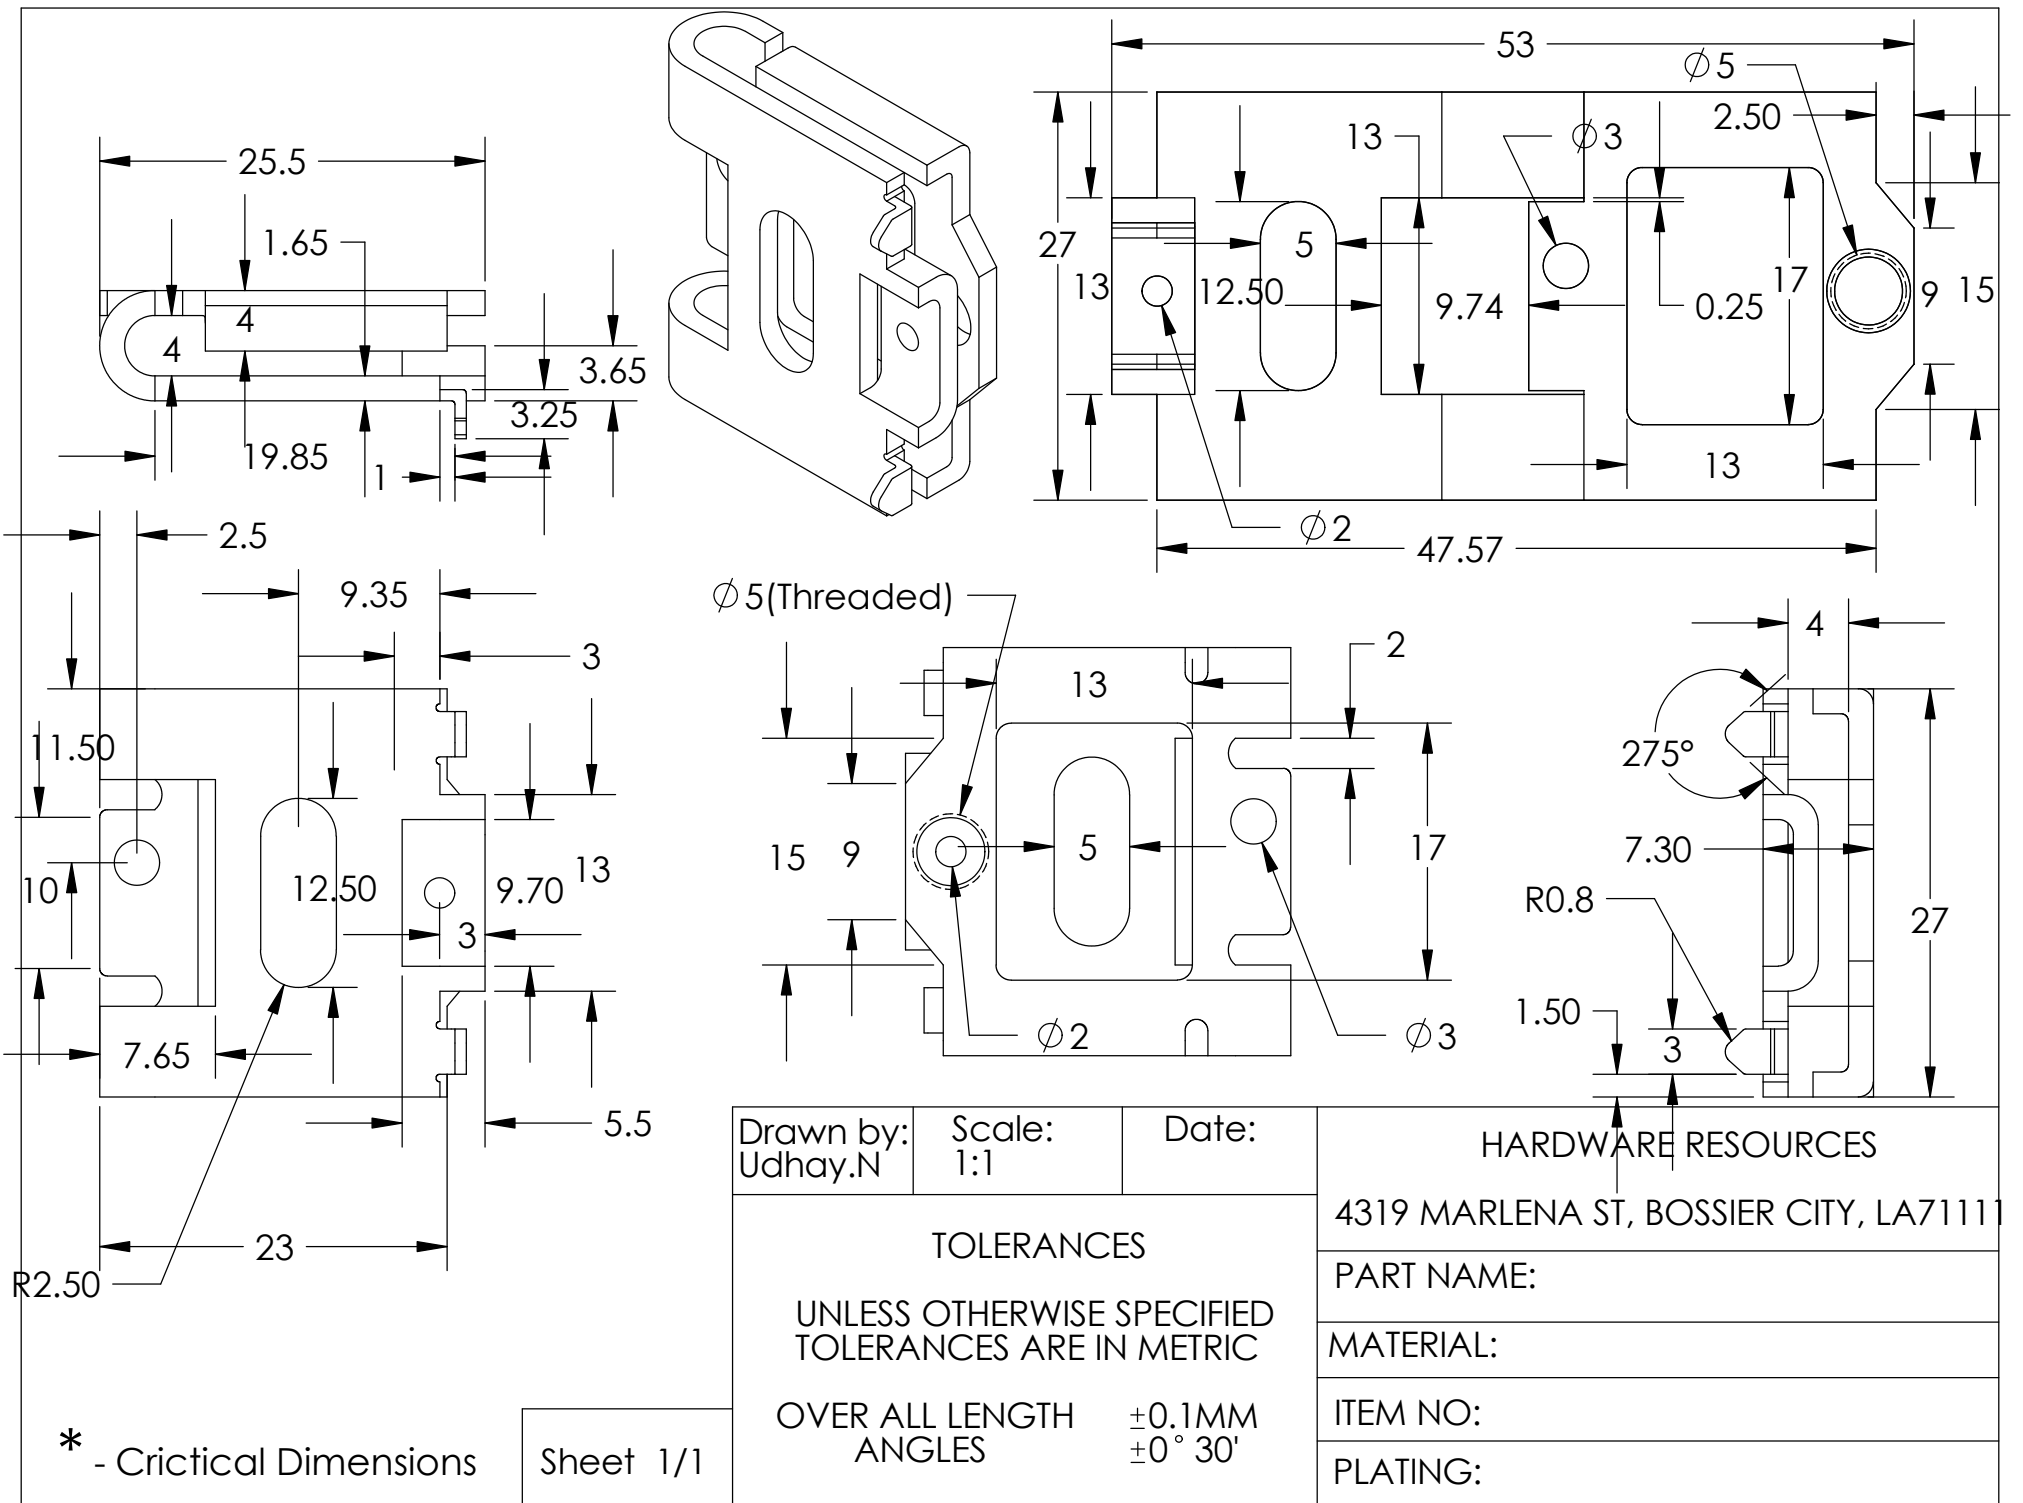 53
⌀5
2.50
13
⌀3
25.5
1.65
27
5
4
17
13
12.50
9.74
0.25
9
15
4
3.65
3.25
19.85
1
13
2.5
⌀2
47.57
9.35
⌀5(Threaded)
4
3
2
13
11.50
275°
15
9
5
17
7.30
10
12.50
9.70
13
R0.8
3
27
1.50
7.65
⌀2
⌀3
3
5.5
23
R2.50
Drawn by:
Udhay.N
Scale:
1:1
Date:
HARDWARE RESOURCES
4319 MARLENA ST, BOSSIER CITY, LA71111
TOLERANCES
UNLESS OTHERWISE SPECIFIED
TOLERANCES ARE IN METRIC
OVER ALL LENGTH ±0.1MM
ANGLES ±0° 30'
PART NAME:
MATERIAL:
ITEM NO:
PLATING:
* - Crictical Dimensions
Sheet 1/1